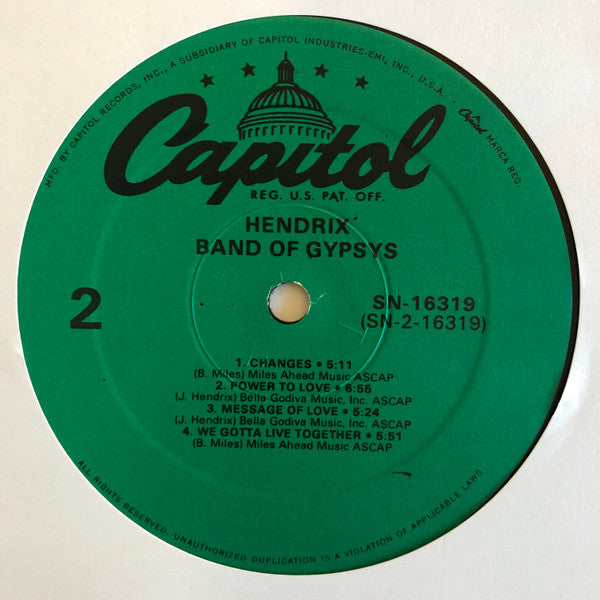 MFD. BY CAPITOL RECORDS, INC., A SUBSIDIARY OF CAPITOL INDUSTRIES-EMI, INC., U.S.A. . Capitol MARCA REG.
Capitol
REG. U.S. PAT. OFF.
HENDRIX
BAND OF GYPSYS
2
SN-16319
(SN-2-16319)
1. CHANGES • 5:11
(B. Miles) Miles Ahead Music ASCAP
2. POWER TO LOVE • 6:55
(J. Hendrix) Bella Godiva Music, Inc. ASCAP
3. MESSAGE OF LOVE • 5:24
(J. Hendrix) Bella Godiva Music, Inc. ASCAP
4. WE GOTTA LIVE TOGETHER • 5:51
(B. Miles) Miles Ahead Music ASCAP
ALL RIGHTS RESERVED. UNAUTHORIZED DUPLICATION IS A VIOLATION OF APPLICABLE LAWS